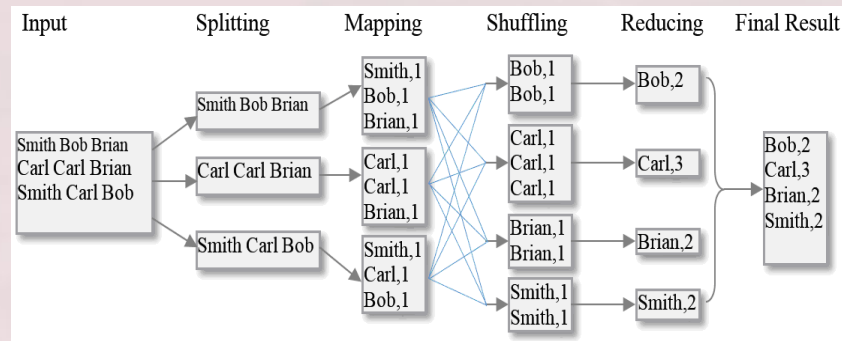 Input
Splitting
Mapping
Shuffling
Reducing
Final Result
Smith Bob Brian
Carl Carl Brian
Smith Carl Bob
Smith Bob Brian
Carl Carl Brian
Smith Carl Bob
Smith,1
Bob,1
Brian,1
Carl,1
Carl,1
Brian,1
Smith,1
Carl,1
Bob,1
Bob,1
Bob,1
Carl,1
Carl,1
Carl,1
Brian,1
Brian,1
Smith,1
Smith,1
Bob,2
Carl,3
Brian,2
Smith,2
Bob,2
Carl,3
Brian,2
Smith,2